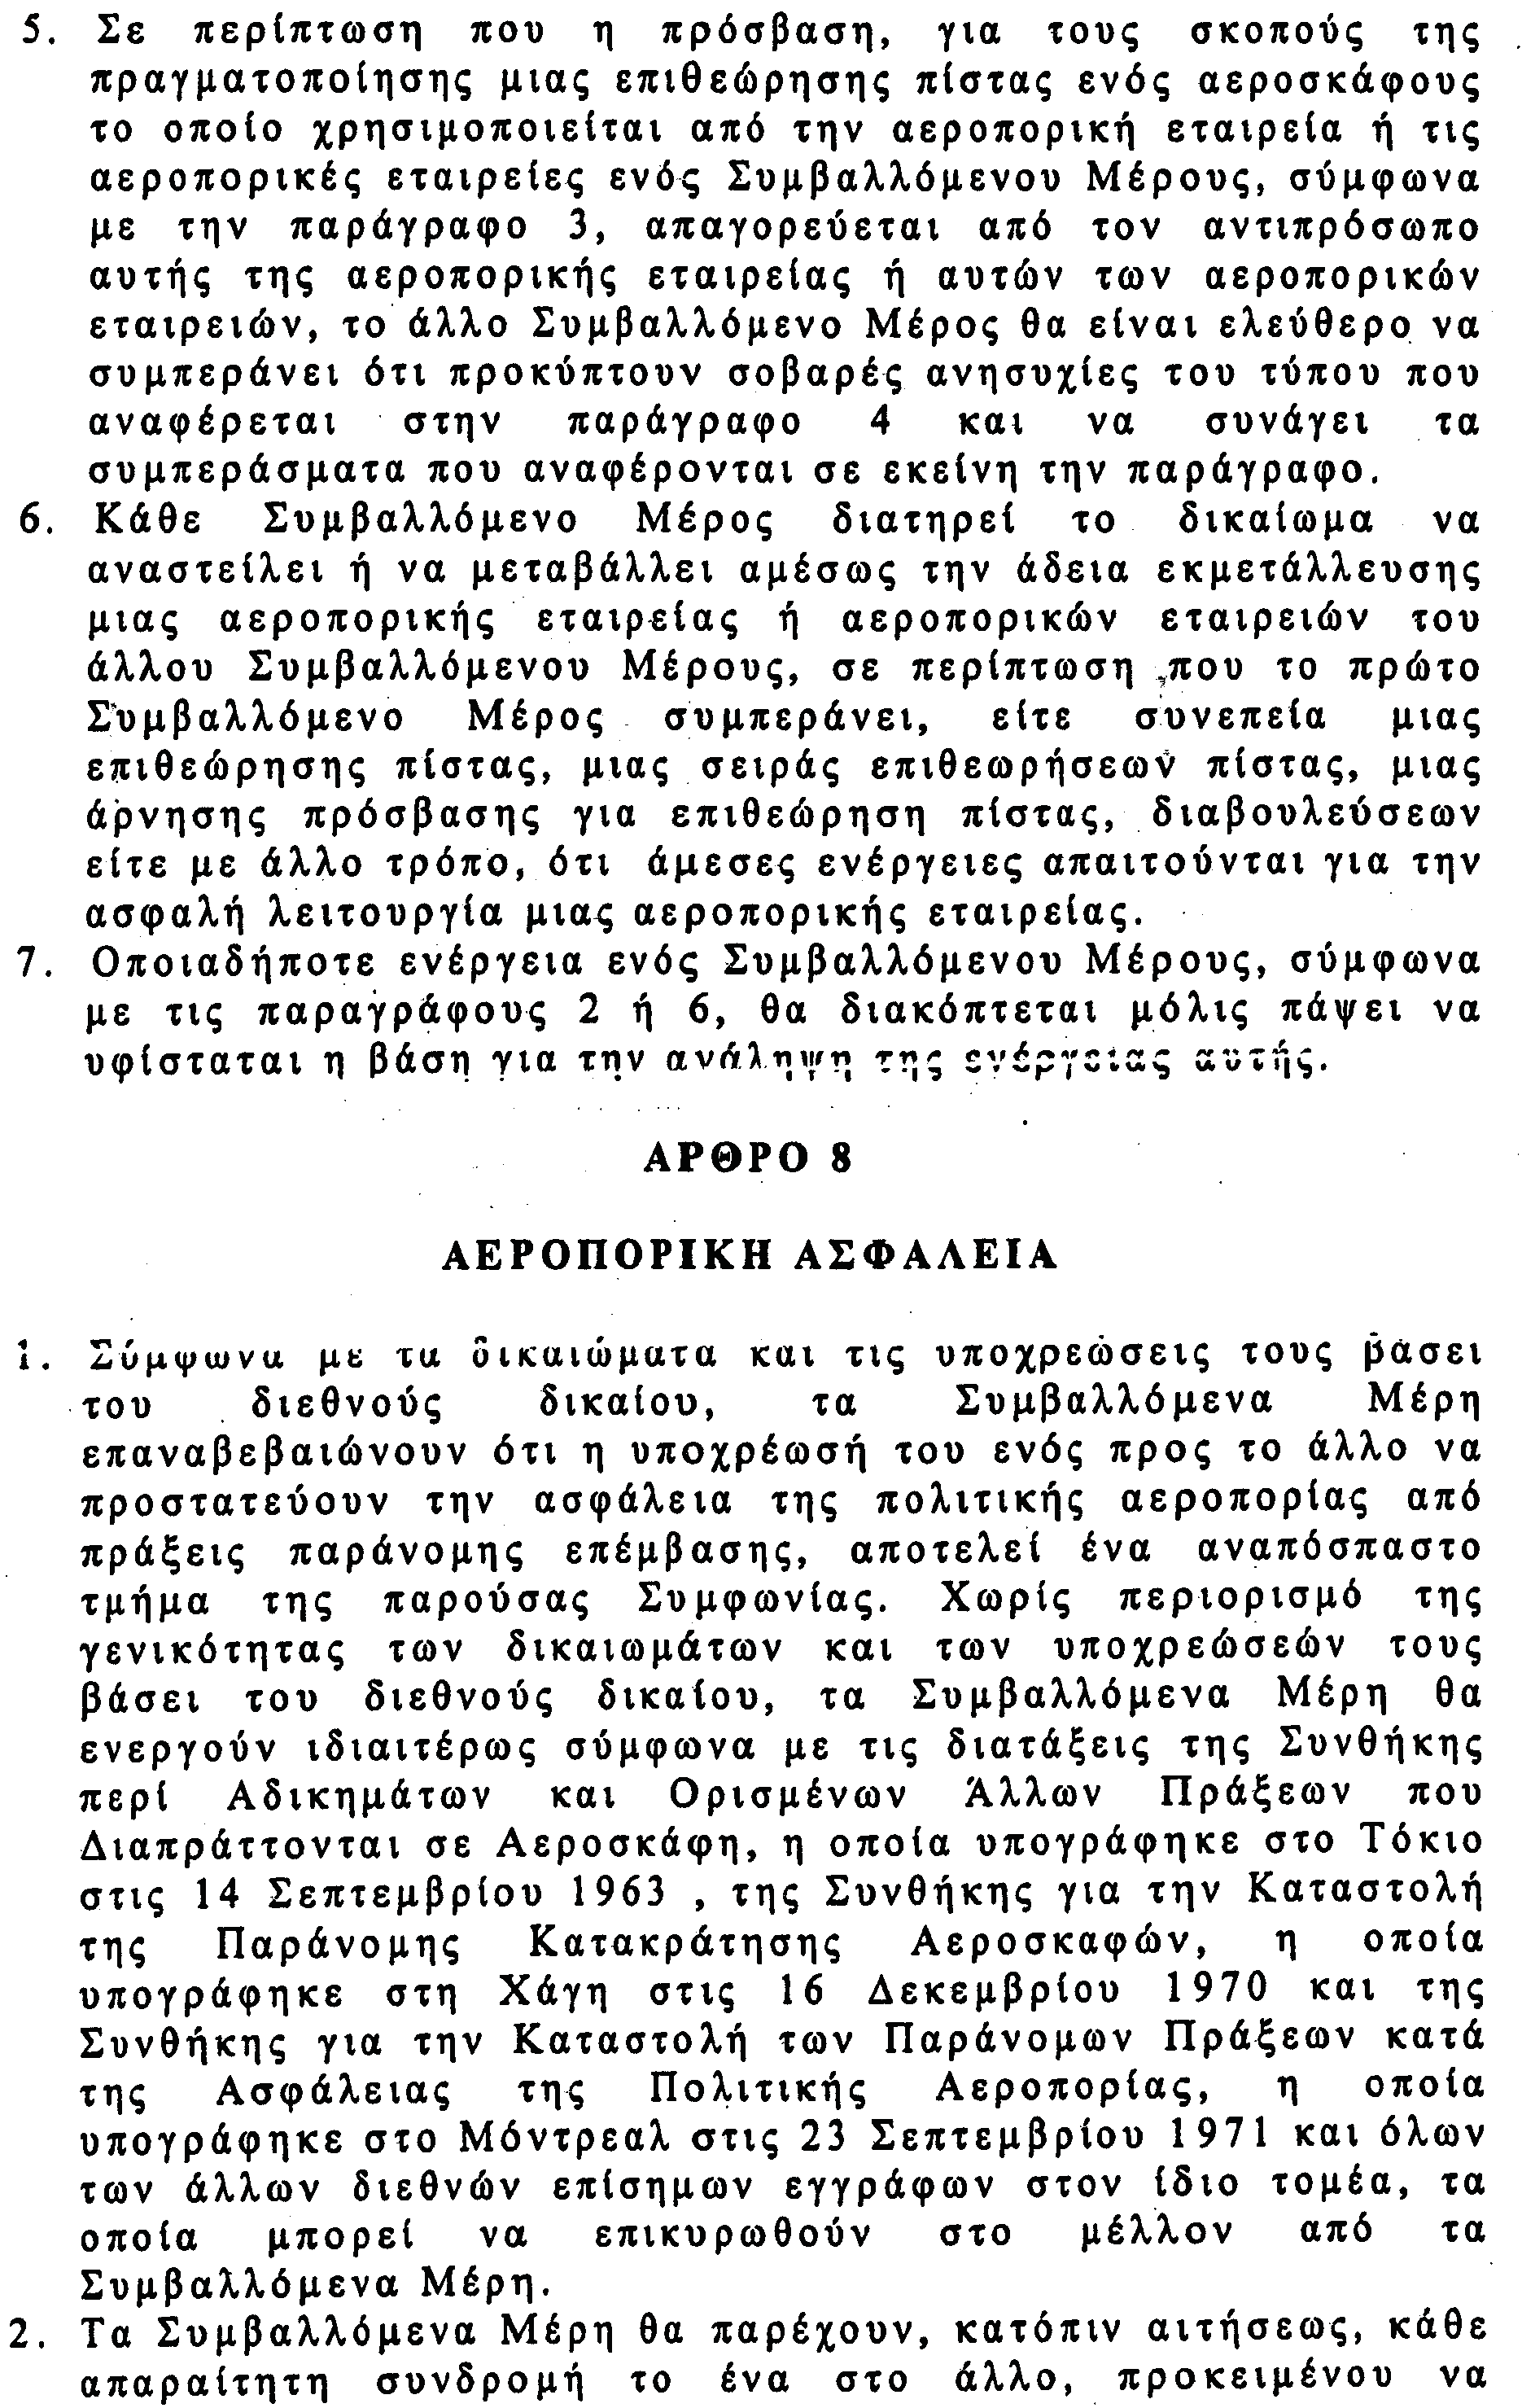 5. Σε περίπτωση που η πρόσβαση, για τους σκοπούς της
πραγματοποίησης μιας επιθεώρησης πίστας ενός αεροσκάφους
το οποίο χρησιμοποιείται από την αεροπορική εταιρεία ή τις
αεροπορικές εταιρείες ενός Συμβαλλόμενου Μέρους, σύμφωνα
με την παράγραφο 3, απαγορεύεται από τον αντιπρόσωπο
αυτής της αεροπορικής εταιρείας ή αυτών των αεροπορικών
εταιρειών, το άλλο Συμβαλλόμενο Μέρος θα είναι ελεύθερο να
συμπεράνει ότι προκύπτουν σοβαρές ανησυχίες του τύπου που
αναφέρεται στην παράγραφο 4 και να συνάγει τα
συμπεράσματα που αναφέρονται σε εκείνη την παράγραφο.
6. Κάθε Συμβαλλόμενο Μέρος διατηρεί το δικαίωμα να
αναστείλει ή να μεταβάλλει αμέσως την άδεια εκμετάλλευσης
μιας αεροπορικής εταιρείας ή αεροπορικών εταιρειών του
άλλου Συμβαλλόμενου Μέρους, σε περίπτωση που το πρώτο
Συμβαλλόμενο Μέρος συμπεράνει, είτε συνεπεία μιας
επιθεώρησης πίστας, μιας σειράς επιθεωρήσεων πίστας, μιας
άρνησης πρόσβασης για επιθεώρηση πίστας, διαβουλεύσεων
είτε με άλλο τρόπο, ότι άμεσες ενέργειες απαιτούνται για την
ασφαλή λειτουργία μιας αεροπορικής εταιρείας.
7. Οποιαδήποτε ενέργεια ενός Συμβαλλόμενου Μέρους, σύμφωνα
με τις παραγράφους 2 ή 6, θα διακόπτεται μόλις πάψει να
υφίσταται η βάση για την ανάληψη της ενέργειας αυτής.
ΑΡΘΡΟ 8
ΑΕΡΟΠΟΡΙΚΗ ΑΣΦΑΛΕΙΑ
1. Σύμφωνα με τα δικαιώματα και τις υποχρεώσεις τους βάσει
του διεθνούς δικαίου, τα Συμβαλλόμενα Μέρη
επαναβεβαιώνουν ότι η υποχρέωσή του ενός προς το άλλο να
προστατεύουν την ασφάλεια της πολιτικής αεροπορίας από
πράξεις παράνομης επέμβασης, αποτελεί ένα αναπόσπαστο
τμήμα της παρούσας Συμφωνίας. Χωρίς περιορισμό της
γενικότητας των δικαιωμάτων και των υποχρεώσεών τους
βάσει του διεθνούς δικαίου, τα Συμβαλλόμενα Μέρη θα
ενεργούν ιδιαιτέρως σύμφωνα με τις διατάξεις της Συνθήκης
περί Αδικημάτων και Ορισμένων Άλλων Πράξεων που
Διαπράττονται σε Αεροσκάφη, η οποία υπογράφηκε στο Τόκιο
στις 14 Σεπτεμβρίου 1963 , της Συνθήκης για την Καταστολή
της Παράνομης Κατακράτησης Αεροσκαφών, η οποία
υπογράφηκε στη Χάγη στις 16 Δεκεμβρίου 1970 και της
Συνθήκης για την Καταστολή των Παράνομων Πράξεων κατά
της Ασφάλειας της Πολιτικής Αεροπορίας, η οποία
υπογράφηκε στο Μόντρεαλ στις 23 Σεπτεμβρίου 1971 και όλων
των άλλων διεθνών επίσημων εγγράφων στον ίδιο τομέα, τα
οποία μπορεί να επικυρωθούν στο μέλλον από τα
Συμβαλλόμενα Μέρη.
2. Τα Συμβαλλόμενα Μέρη θα παρέχουν, κατόπιν αιτήσεως, κάθε
απαραίτητη συνδρομή το ένα στο άλλο, προκειμένου να